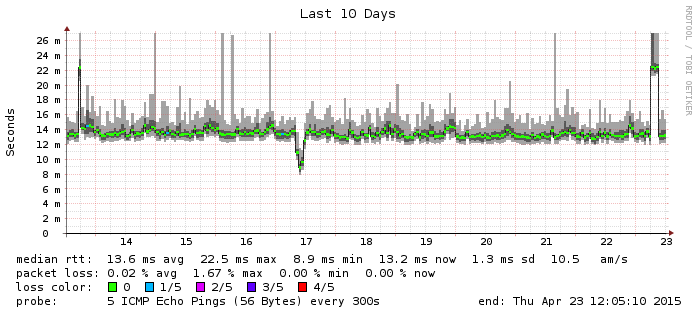 Last 10 Days
RRDTOOL / TOBI OETIKER
Seconds
26 m
24 m
22 m
20 m
18 m
16 m
14 m
12 m
10 m
8 m
6 m
4 m
2 m
0
14 15 16 17 18 19 20 21 22 23
median rtt: 13.6 ms avg 22.5 ms max 8.9 ms min 13.2 ms now 1.3 ms sd 10.5 am/s
packet loss: 0.02 % avg 1.67 % max 0.00 % min 0.00 % now
loss color: 0 1/5 2/5 3/5 4/5
probe: 5 ICMP Echo Pings (56 Bytes) every 300s end: Thu Apr 23 12:05:10 2015